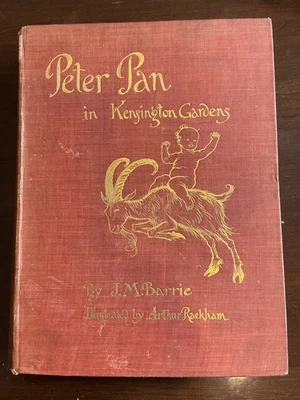 Peter Pan
in Kensington Gardens
By J.M.Barrie
Illustrated by Arthur Rackham